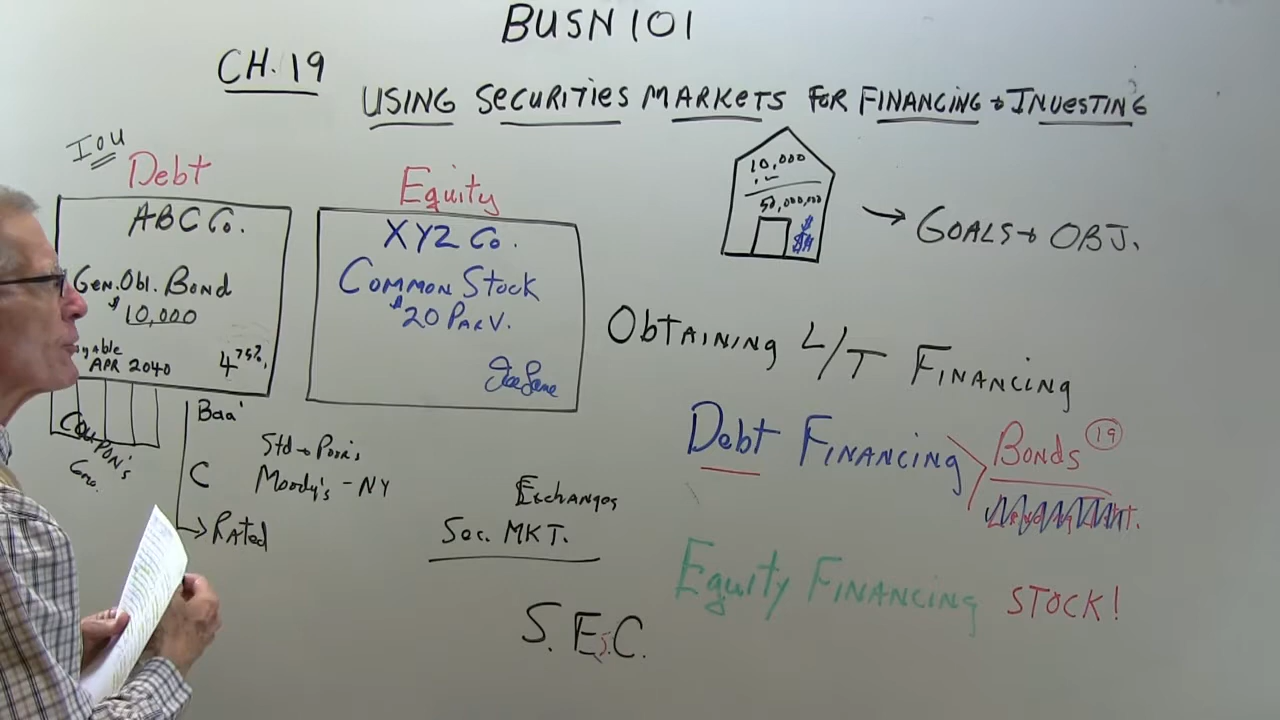 BUSN 101
CH. 19
USING SECURITIES MARKETS FOR FINANCING + INVESTING
IOU
Debt
ABC Co.
Gen. Obl. Bond
$10,000
APR 2040
4 75%
COUPON'S
Baa'
C
Rated
Std + Poor's
Moody's - NY
Equity
XYZ Co.
COMMON STOCK
$20 PAR V.
Exchanges
Sec. MKT.
S.E.C.
10,000
50,000,000
$
$$
→ GOALS + OBJ.
Obtaining L/T Financing
Debt Financing
Bonds 19
Equity Financing STOCK!